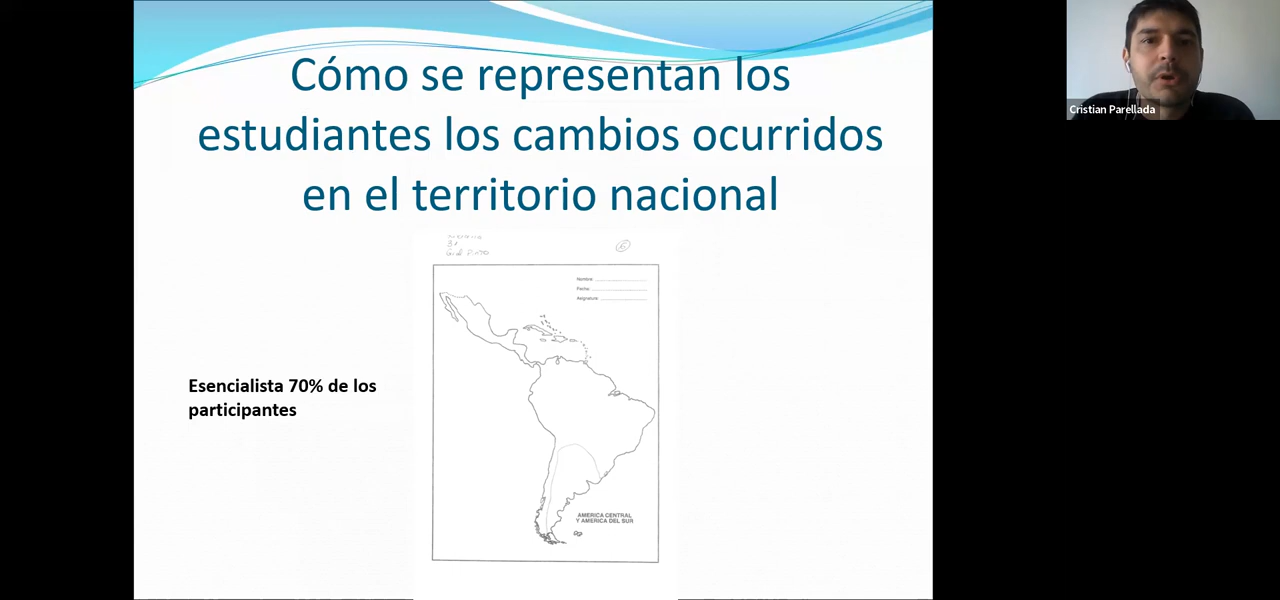 Cómo se representan los
estudiantes los cambios ocurridos
en el territorio nacional
Cristian Parellada
Nombre:
Fecha:
Asignatura:
Esencialista 70% de los
participantes
AMERICA CENTRAL
Y AMERICA DEL SUR